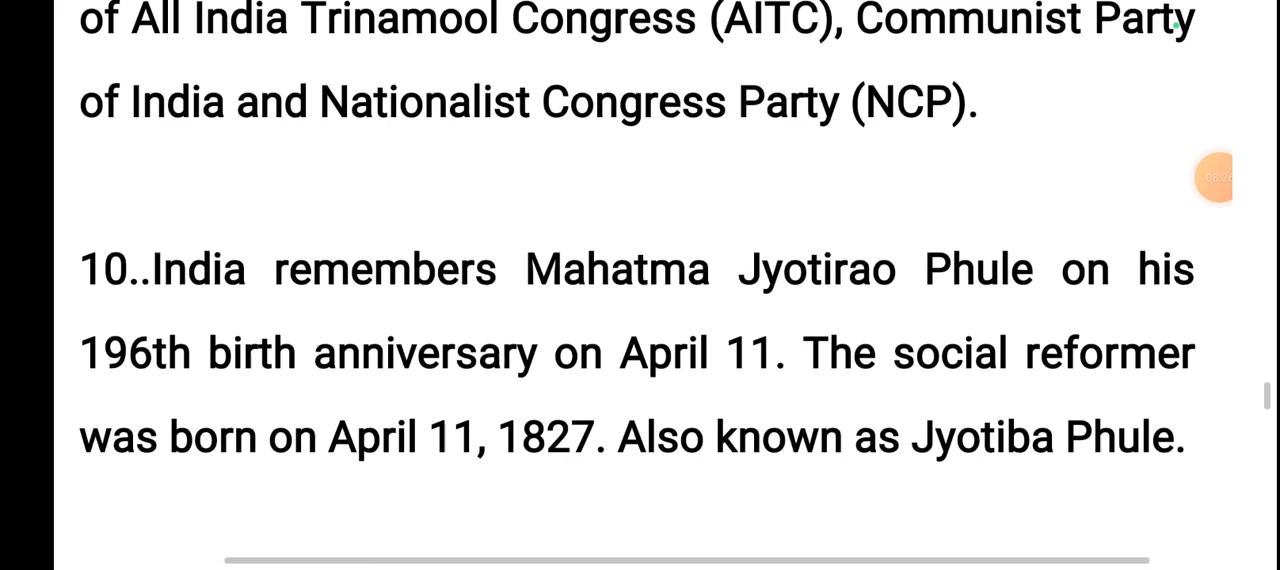 of All India Trinamool Congress (AITC), Communist Party
of India and Nationalist Congress Party (NCP).
08:28
10..India remembers Mahatma Jyotirao Phule on his
196th birth anniversary on April 11. The social reformer
was born on April 11, 1827. Also known as Jyotiba Phule.